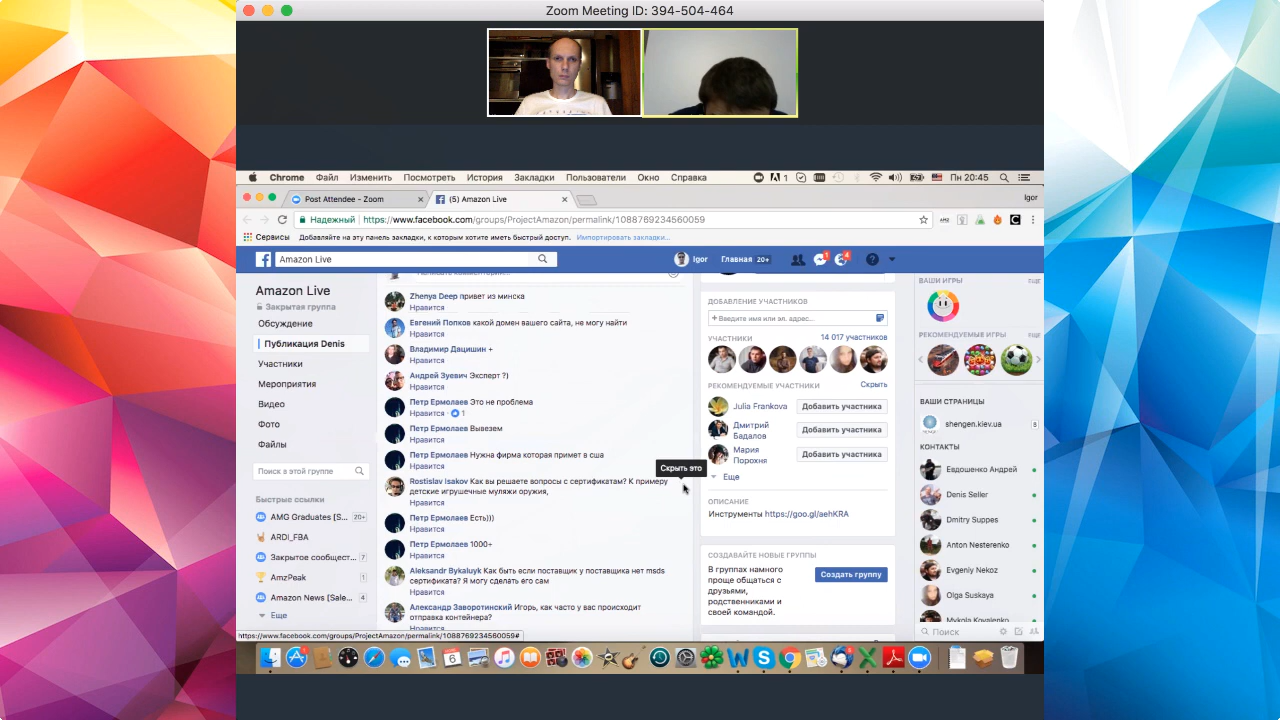 Zoom Meeting ID: 394-504-464
Chrome Файл Изменить Посмотреть История Закладки Пользователи Окно Справка
1 Пн 20:45
Post Attendee - Zoom
(5) Amazon Live
Igor
Надежный https://www.facebook.com/groups/ProjectAmazon/permalink/1088769234560059
Сервисы Добавляйте на эту панель закладки, к которым хотите иметь быстрый доступ. Импортировать закладки...
Amazon Live
Igor Главная 20+
Amazon Live
Закрытая группа
Обсуждение
Публикация Denis
Участники
Мероприятия
Видео
Фото
Файлы
Поиск в этой группе
Быстрые ссылки
AMG Graduates [S... 20+
ARDI_FBA
Закрытое сообщест... 7
AmzPeak 1
Amazon News [Sale... 4
Еще
Zhenya Deep привет из минска
Нравится
Евгений Попков какой домен вашего сайта, не могу найти
Нравится
Владимир Дацишин +
Нравится
Андрей Зуевич Эксперт ?)
Нравится
Петр Ермолаев Это не проблема
Нравится · 1
Петр Ермолаев Вывезем
Нравится
Петр Ермолаев Нужна фирма которая примет в сша
Нравится
Скрыть это
Rostislav Isakov Как вы решаете вопросы с сертификатам? К примеру
детские игрушечные муляжи оружия,
Нравится
Петр Ермолаев Есть)))
Нравится
Петр Ермолаев 1000+
Нравится
Aleksandr Bykaluyk Как быть если поставщик у поставщика нет msds
сертификата? Я могу сделать его сам
Нравится
Александр Заворотинский Игорь, как часто у вас происходит
отправка контейнера?
ДОБАВЛЕНИЕ УЧАСТНИКОВ
+ Введите имя или эл. адрес...
УЧАСТНИКИ 14 017 участников
РЕКОМЕНДУЕМЫЕ УЧАСТНИКИ Скрыть
Julia Frankova Добавить участника
Дмитрий
Бадалов
Добавить участника
Мария
Порохня
Добавить участника
Еще
ОПИСАНИЕ
Инструменты https://goo.gl/aehKRA
СОЗДАВАЙТЕ НОВЫЕ ГРУППЫ
В группах намного
проще общаться с
друзьями,
родственниками и
своей командой.
Создать группу
ВАШИ ИГРЫ ЕЩЕ
РЕКОМЕНДУЕМЫЕ ИГРЫ ЕЩЕ
ВАШИ СТРАНИЦЫ
shengen.kiev.ua 8
КОНТАКТЫ
Евдошенко Андрей
Denis Seller
Dmitry Suppes
Anton Nesterenko
Evgeniy Nekoz
Olga Suskaya
Mykola Kovalenko
Поиск
https://www.facebook.com/groups/ProjectAmazon/permalink/1088769234560059#
6